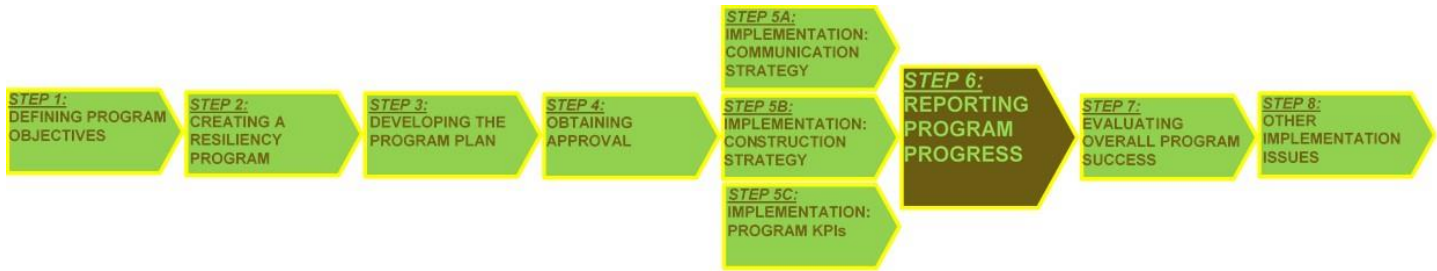 STEP 1:
DEFINING PROGRAM
OBJECTIVES
STEP 2:
CREATING A
RESILIENCY
PROGRAM
STEP 3:
DEVELOPING THE
PROGRAM PLAN
STEP 4:
OBTAINING
APPROVAL
STEP 5A:
IMPLEMENTATION:
COMMUNICATION
STRATEGY
STEP 5B:
IMPLEMENTATION:
CONSTRUCTION
STRATEGY
STEP 5C:
IMPLEMENTATION:
PROGRAM KPIs
STEP 6:
REPORTING
PROGRAM
PROGRESS
STEP 7:
EVALUATING
OVERALL PROGRAM
SUCCESS
STEP 8:
OTHER
IMPLEMENTATION
ISSUES